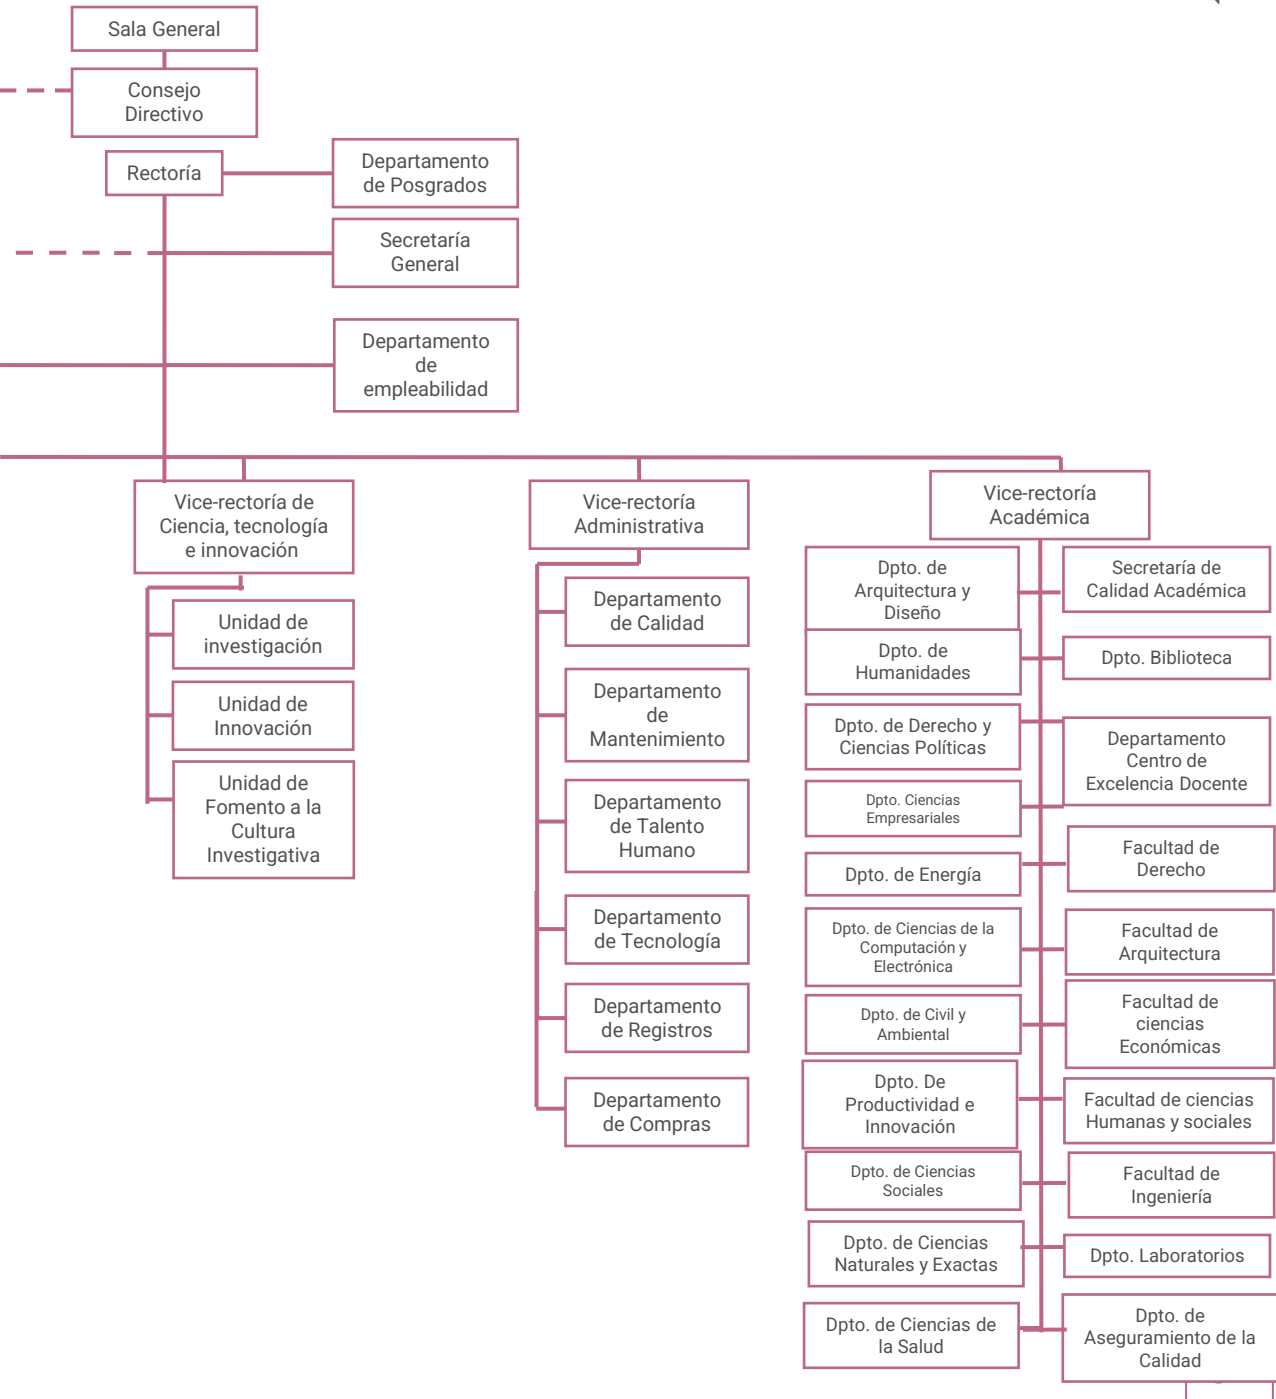 Sala General
Consejo
Directivo
Rectoría
Departamento
de Posgrados
Secretaría
General
Departamento
de
empleabilidad
Vice-rectoría de
Ciencia, tecnología
e innovación
Unidad de
investigación
Unidad de
Innovación
Unidad de
Fomento a la
Cultura
Investigativa
Vice-rectoría
Administrativa
Departamento
de Calidad
Departamento
de
Mantenimiento
Departamento
de Talento
Humano
Departamento
de Tecnología
Departamento
de Registros
Departamento
de Compras
Vice-rectoría
Académica
Dpto. de
Arquitectura y
Diseño
Dpto. de
Humanidades
Dpto. de Derecho y
Ciencias Políticas
Dpto. Ciencias
Empresariales
Dpto. de Energía
Dpto. de Ciencias de la
Computación y
Electrónica
Dpto. de Civil y
Ambiental
Dpto. De
Productividad e
Innovación
Dpto. de Ciencias
Sociales
Dpto. de Ciencias
Naturales y Exactas
Dpto. de Ciencias de
la Salud
Secretaría de
Calidad Académica
Dpto. Biblioteca
Departamento
Centro de
Excelencia Docente
Facultad de
Derecho
Facultad de
Arquitectura
Facultad de
ciencias
Económicas
Facultad de ciencias
Humanas y sociales
Facultad de
Ingeniería
Dpto. Laboratorios
Dpto. de
Aseguramiento de la
Calidad